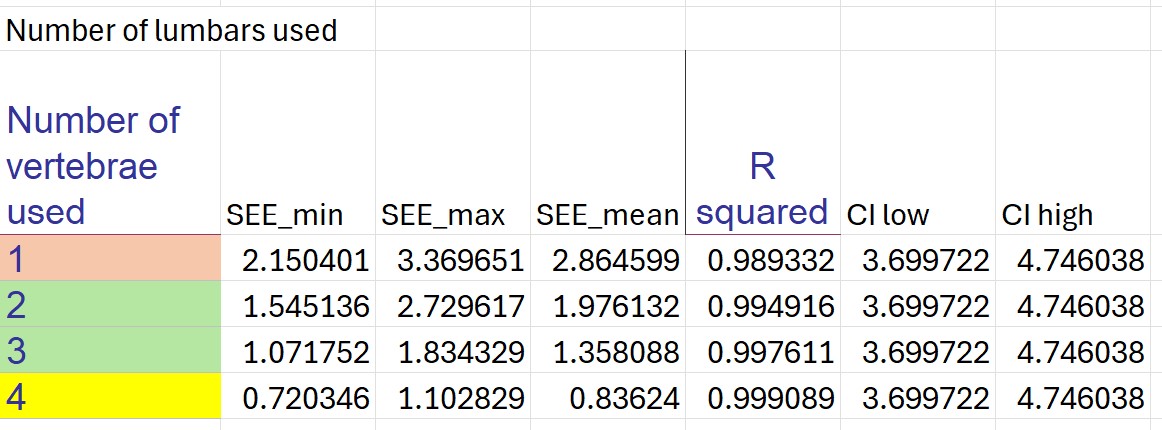 Number of lumbars used
Number of
vertebrae
used SEE_min SEE_max SEE_mean R
squared CI low CI high
1 2.150401 3.369651 2.864599 0.989332 3.699722 4.746038
2 1.545136 2.729617 1.976132 0.994916 3.699722 4.746038
3 1.071752 1.834329 1.358088 0.997611 3.699722 4.746038
4 0.720346 1.102829 0.83624 0.999089 3.699722 4.746038